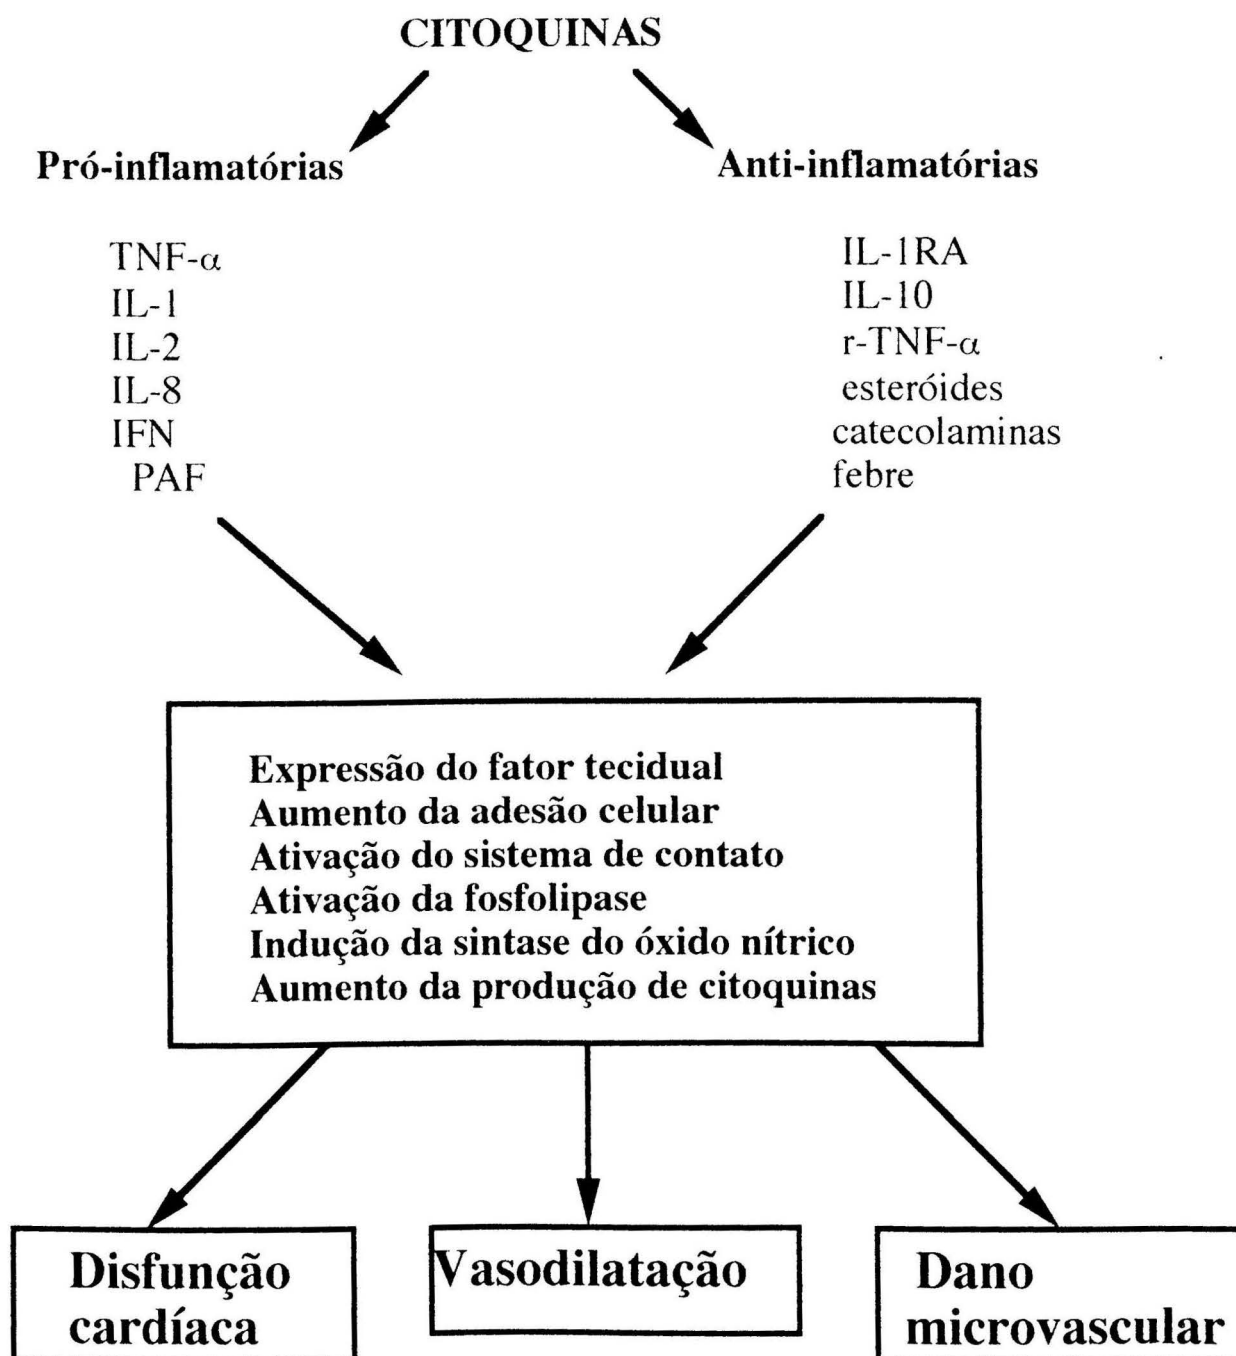 CITOQUINAS
Pró-inflamatórias
Anti-inflamatórias
TNF-α
IL-1
IL-2
IL-8
IFN
PAF
IL-1RA
IL-10
r-TNF-α
esteróides
catecolaminas
febre
Expressão do fator tecidual
Aumento da adesão celular
Ativação do sistema de contato
Ativação da fosfolipase
Indução da sintase do óxido nítrico
Aumento da produção de citoquinas
Disfunção
cardíaca
Vasodilatação
Dano
microvascular